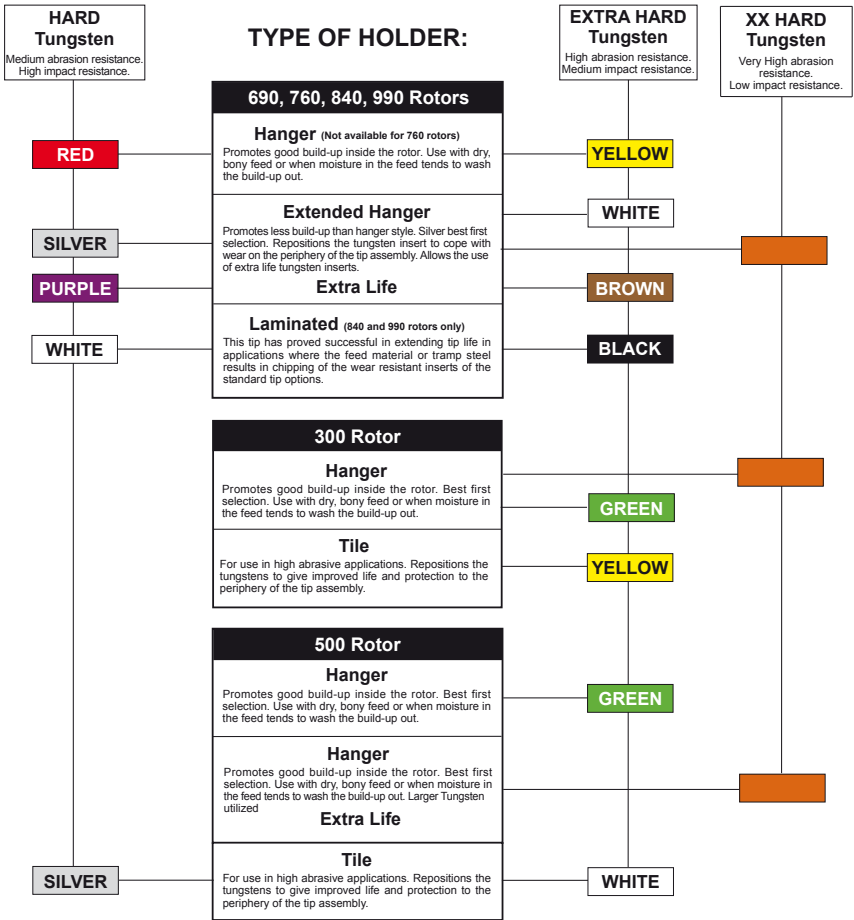 HARD
Tungsten
Medium abrasion resistance.
High impact resistance.
TYPE OF HOLDER:
EXTRA HARD
Tungsten
High abrasion resistance.
Medium impact resistance.
XX HARD
Tungsten
Very High abrasion
resistance.
Low impact resistance.
690, 760, 840, 990 Rotors
Hanger (Not available for 760 rotors)
Promotes good build-up inside the rotor. Use with dry,
bony feed or when moisture in the feed tends to wash
the build-up out.
RED
YELLOW
Extended Hanger
Promotes less build-up than hanger style. Silver best first
selection. Repositions the tungsten insert to cope with
wear on the periphery of the tip assembly. Allows the use
of extra life tungsten inserts.
WHITE
SILVER
Extra Life
PURPLE
BROWN
Laminated (840 and 990 rotors only)
This tip has proved successful in extending tip life in
applications where the feed material or tramp steel
results in chipping of the wear resistant inserts of the
standard tip options.
WHITE
BLACK
300 Rotor
Hanger
Promotes good build-up inside the rotor. Best first
selection. Use with dry, bony feed or when moisture in
the feed tends to wash the build-up out.
GREEN
Tile
For use in high abrasive applications. Repositions the
tungstens to give improved life and protection to the
periphery of the tip assembly.
YELLOW
500 Rotor
Hanger
Promotes good build-up inside the rotor. Best first
selection. Use with dry, bony feed or when moisture in
the feed tends to wash the build-up out.
GREEN
Hanger
Promotes good build-up inside the rotor. Best first
selection. Use with dry, bony feed or when moisture in
the feed tends to wash the build-up out. Larger Tungsten
utilized
Extra Life
Tile
For use in high abrasive applications. Repositions the
tungstens to give improved life and protection to the
periphery of the tip assembly.
SILVER
WHITE